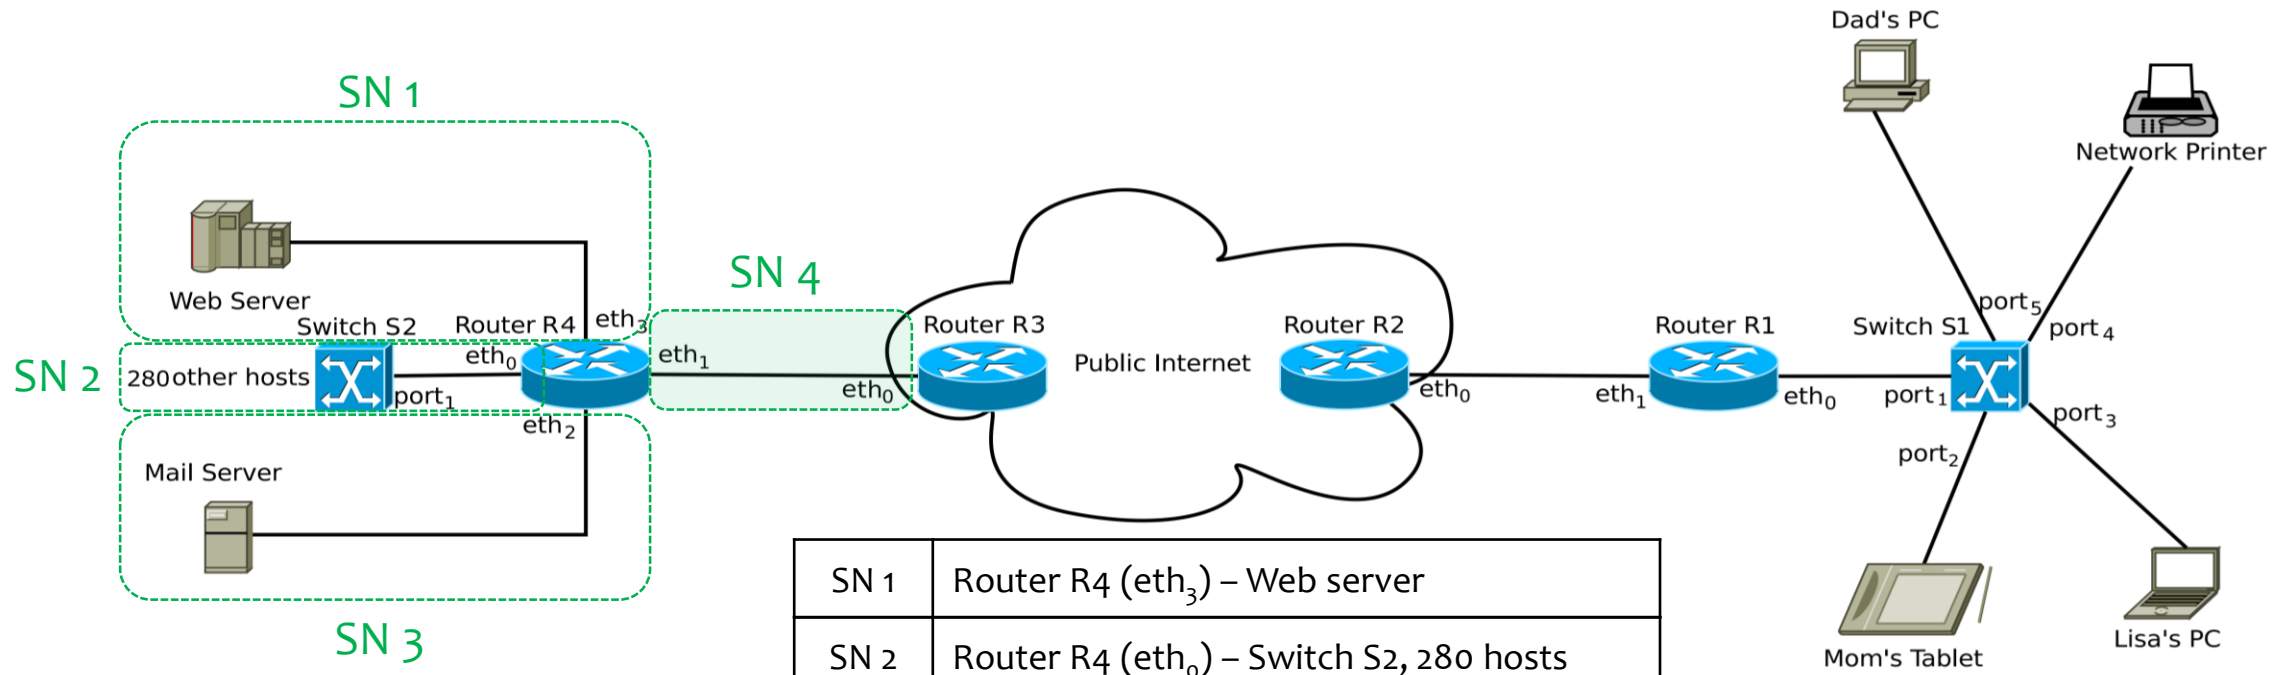 Dad's PC
Network Printer
SN 1
SN 4
Web Server
Switch S2
Router R4
eth₃
Router R3
Router R2
Router R1
Switch S1
port₅
port₄
SN 2
280 other hosts
port₁
eth₀
eth₁
eth₀
Public Internet
eth₀
eth₁
eth₀
port₁
port₃
eth₂
port₂
Mail Server
SN 3
Mom's Tablet
Lisa's PC
SN 1 Router R4 (eth₃) – Web server
SN 2 Router R4 (eth₀) – Switch S2, 280 hosts